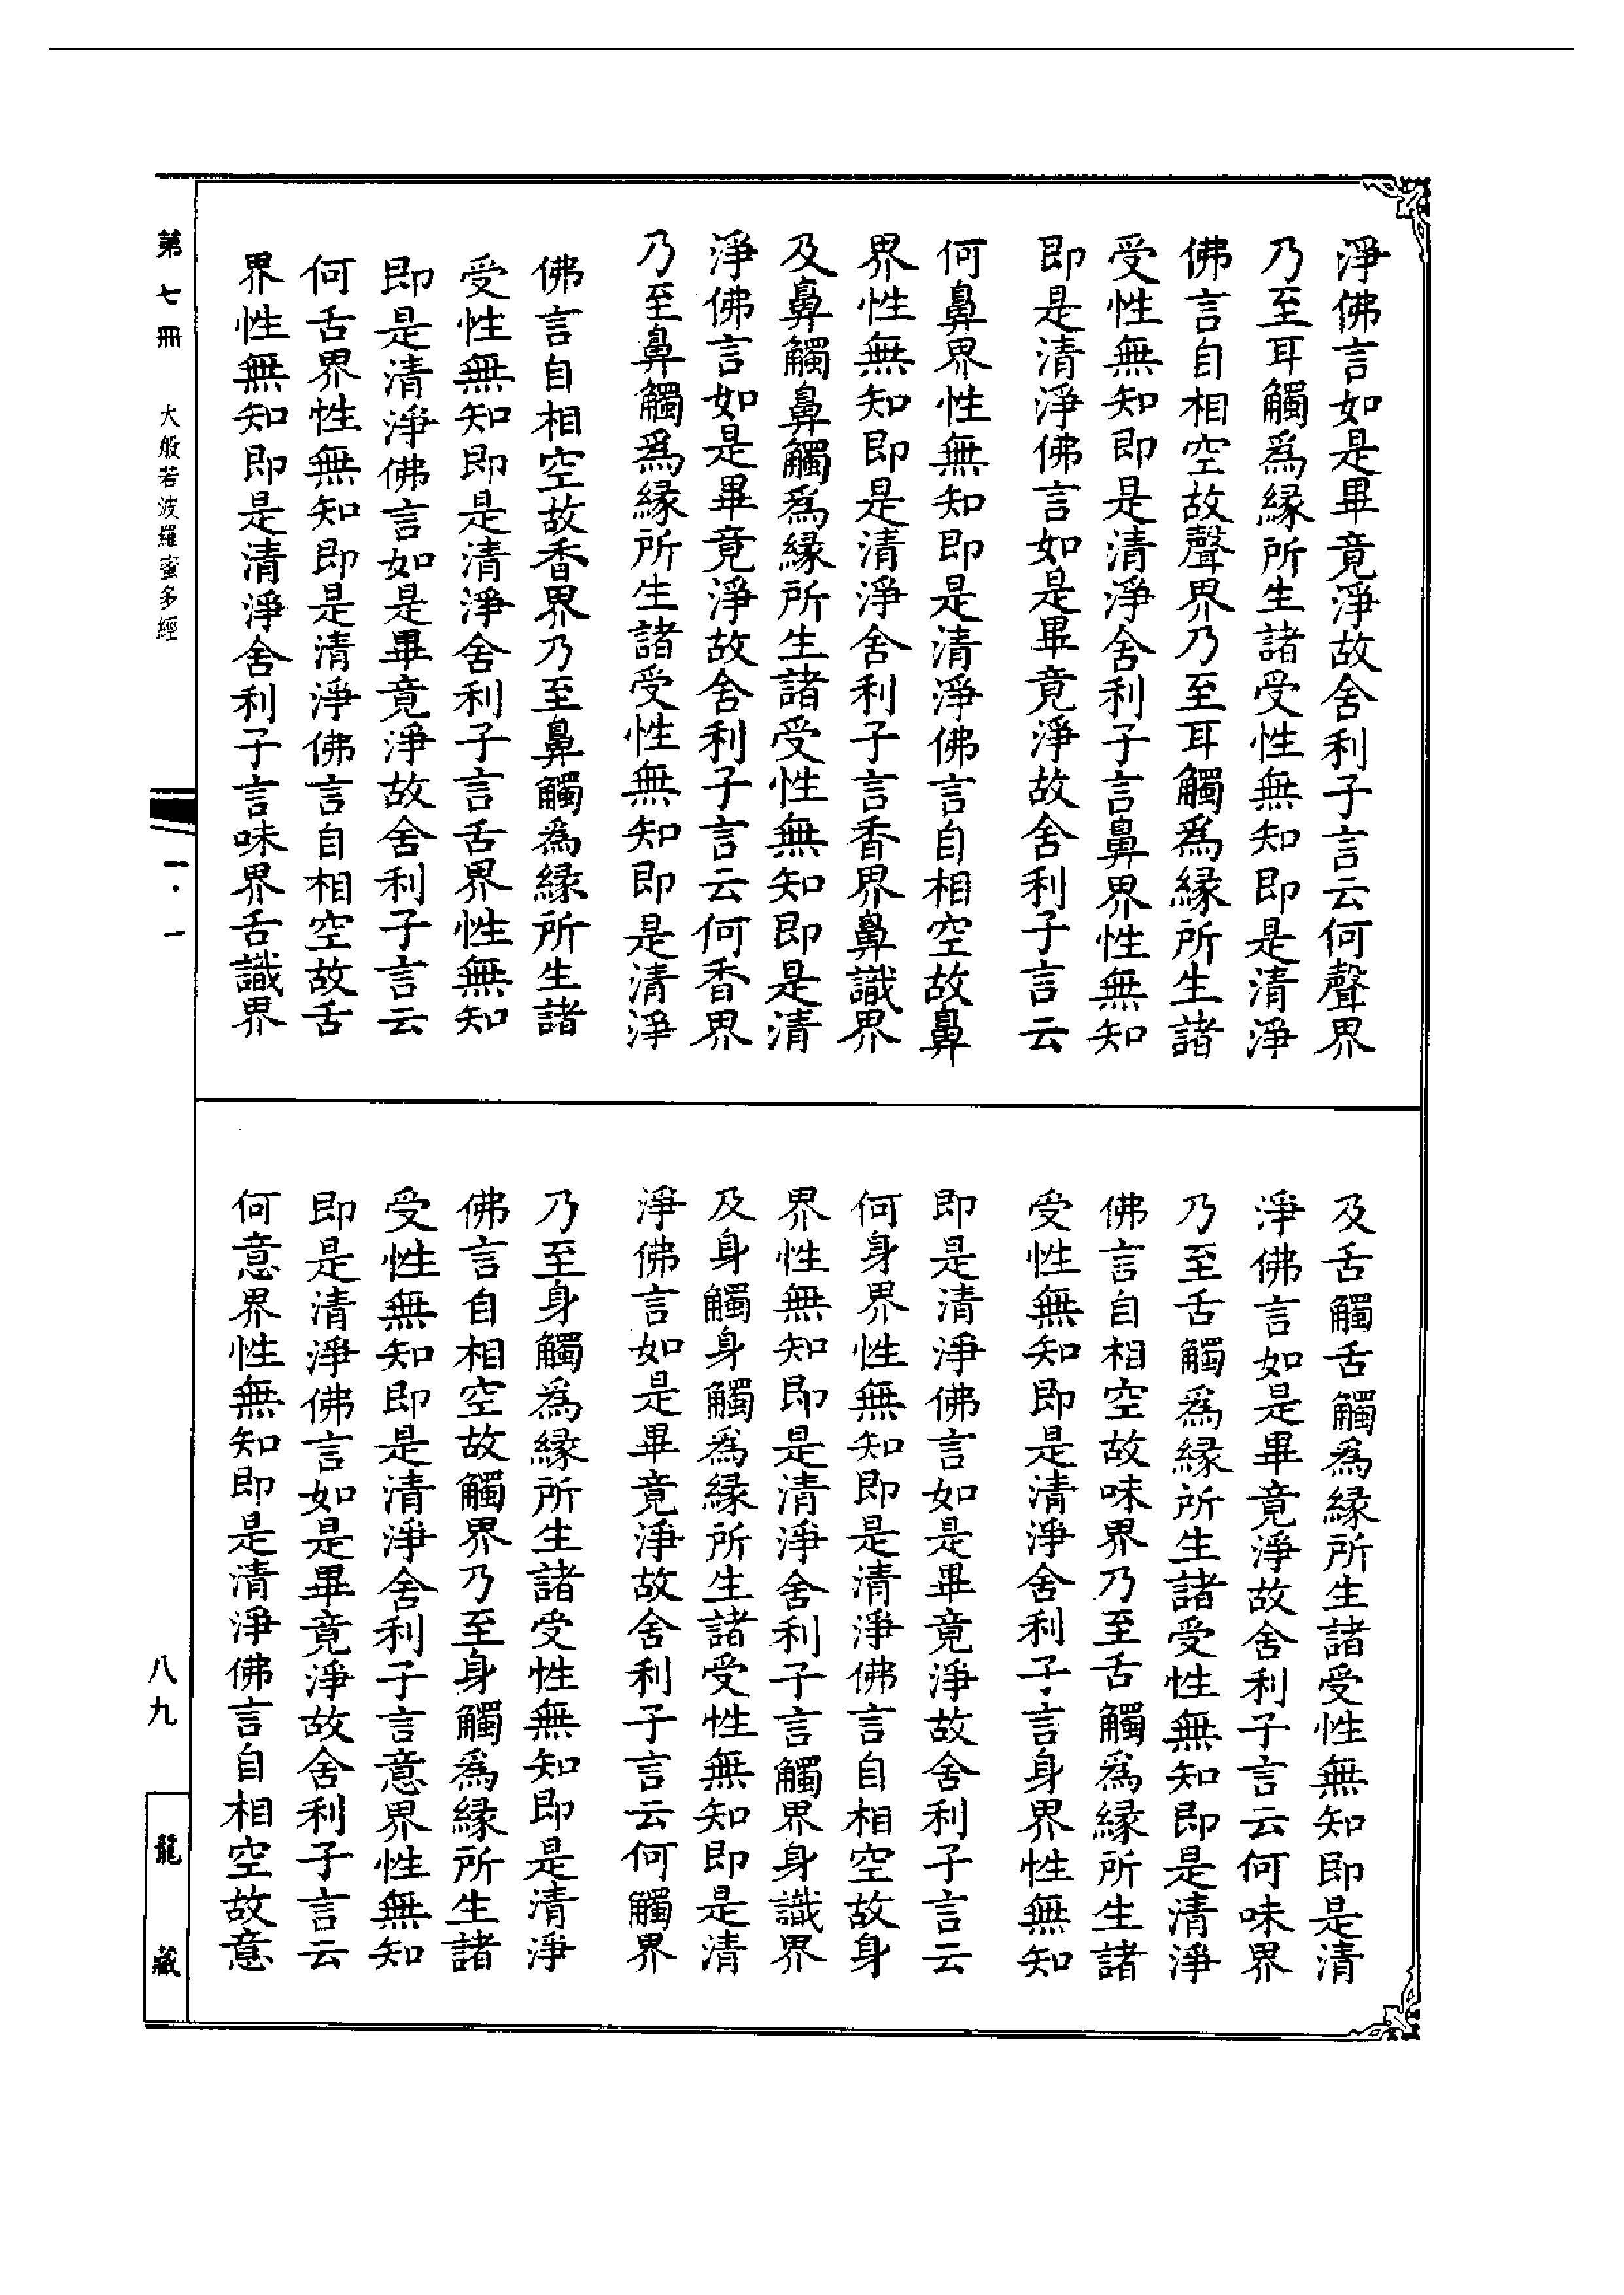 淨佛言如是畢竟淨故舍利子言云何聲界
乃至耳觸爲緣所生諸受性無知即是清淨
佛言自相空故聲界乃至耳觸爲緣所生諸
受性無知即是清淨舍利子言鼻界性無知
即是清淨佛言如是畢竟淨故舍利子言云
何鼻界性無知即是清淨佛言自相空故鼻
界性無知即是清淨舍利子言香界鼻識界
及鼻觸鼻觸爲緣所生諸受性無知即是清
淨佛言如是畢竟淨故舍利子言云何香界
乃至鼻觸爲緣所生諸受性無知即是清淨
佛言自相空故香界乃至鼻觸爲緣所生諸
受性無知即是清淨舍利子言舌界性無知
即是清淨佛言如是畢竟淨故舍利子言云
何舌界性無知即是清淨佛言自相空故舌
界性無知即是清淨舍利子言味界舌識界
及舌觸舌觸爲緣所生諸受性無知即是清
淨佛言如是畢竟淨故舍利子言云何味界
乃至舌觸爲緣所生諸受性無知即是清淨
佛言自相空故味界乃至舌觸爲緣所生諸
受性無知即是清淨舍利子言身界性無知
即是清淨佛言如是畢竟淨故舍利子言云
何身界性無知即是清淨佛言自相空故身
界性無知即是清淨舍利子言觸界身識界
及身觸身觸爲緣所生諸受性無知即是清
淨佛言如是畢竟淨故舍利子言云何觸界
乃至身觸爲緣所生諸受性無知即是清淨
佛言自相空故觸界乃至身觸爲緣所生諸
受性無知即是清淨舍利子言意界性無知
即是清淨佛言如是畢竟淨故舍利子言云
何意界性無知即是清淨佛言自相空故意
第七冊 大般若波羅蜜多經
一·一
八九
龍藏